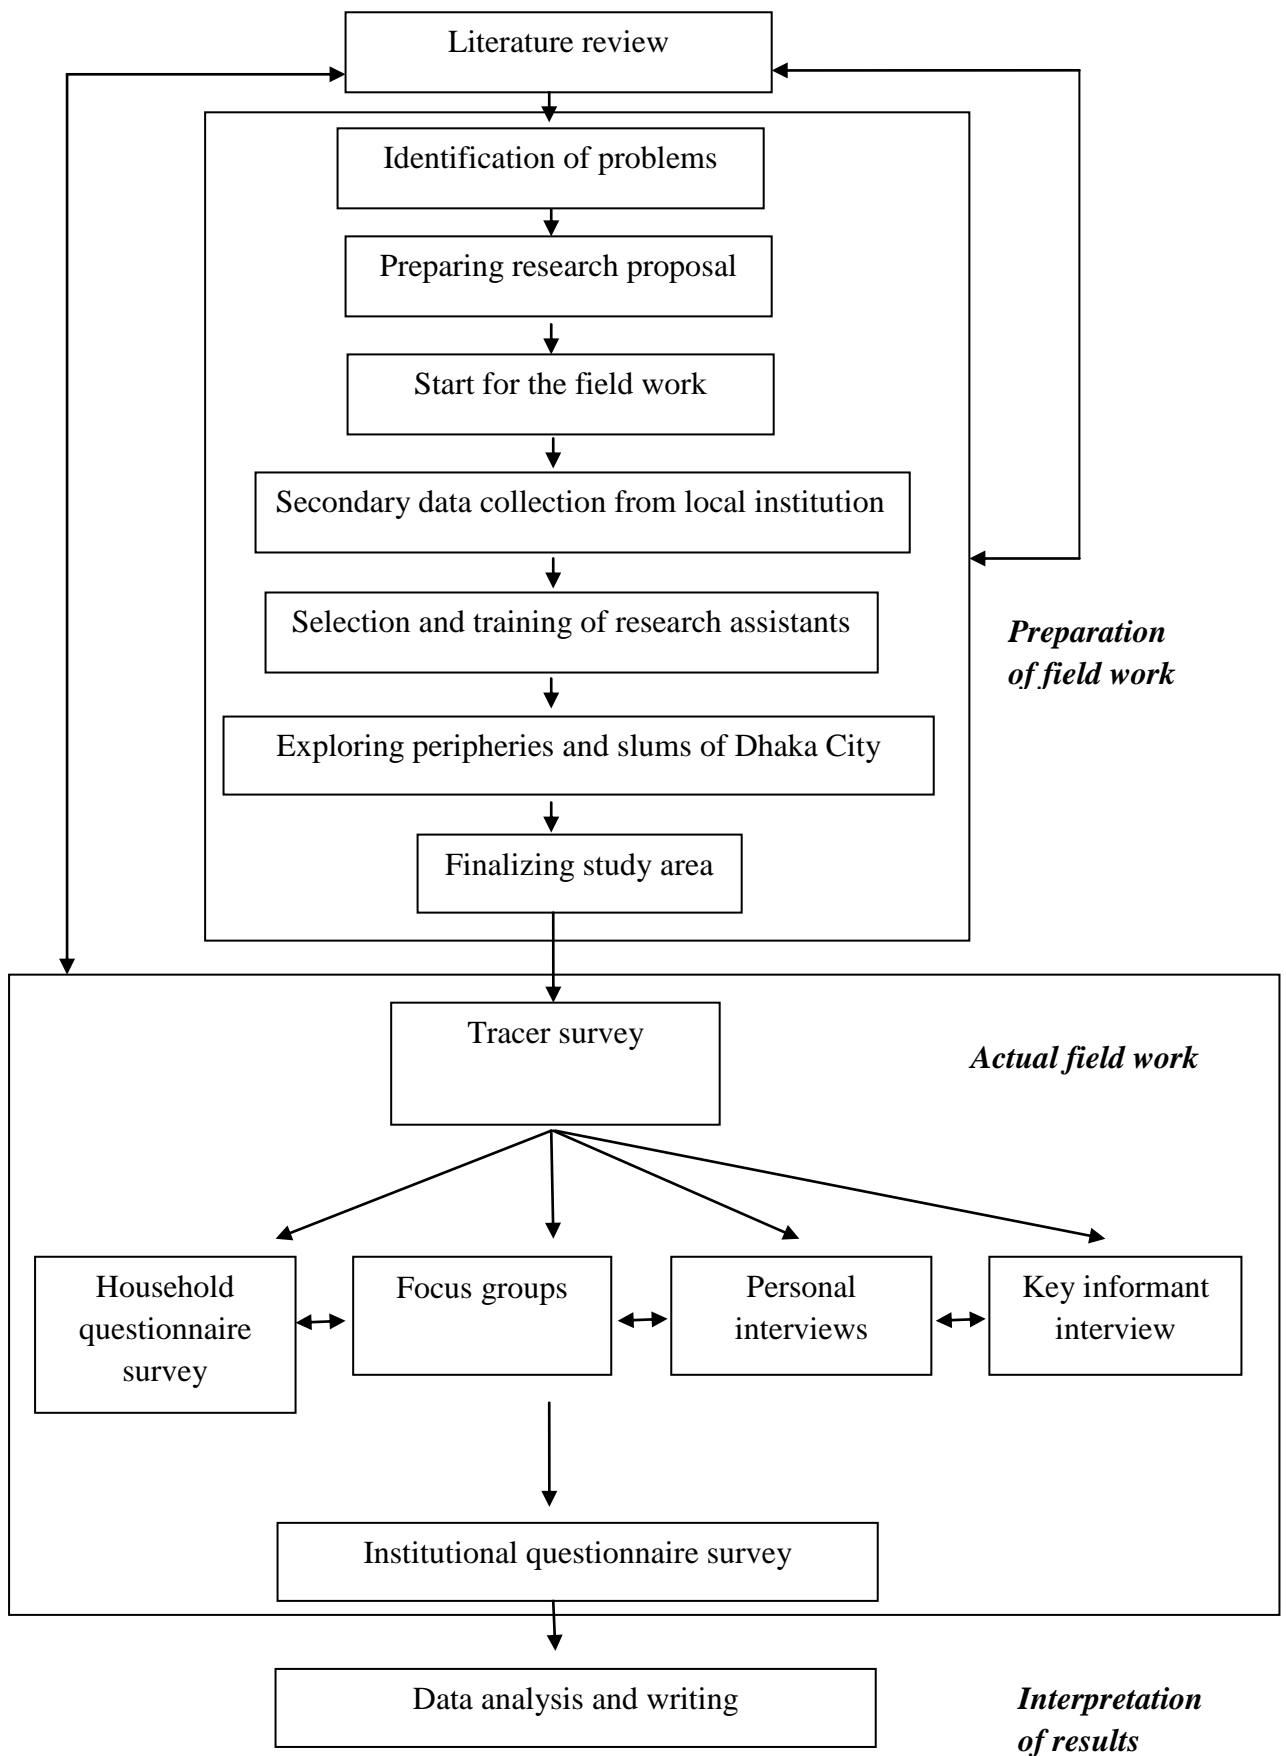 Literature review
Identification of problems
Preparing research proposal
Start for the field work
Secondary data collection from local institution
Selection and training of research assistants
Preparation
of field work
Exploring peripheries and slums of Dhaka City
Finalizing study area
Tracer survey
Actual field work
Household
questionnaire
survey
Focus groups
Personal
interviews
Key informant
interview
Institutional questionnaire survey
Data analysis and writing
Interpretation
of results